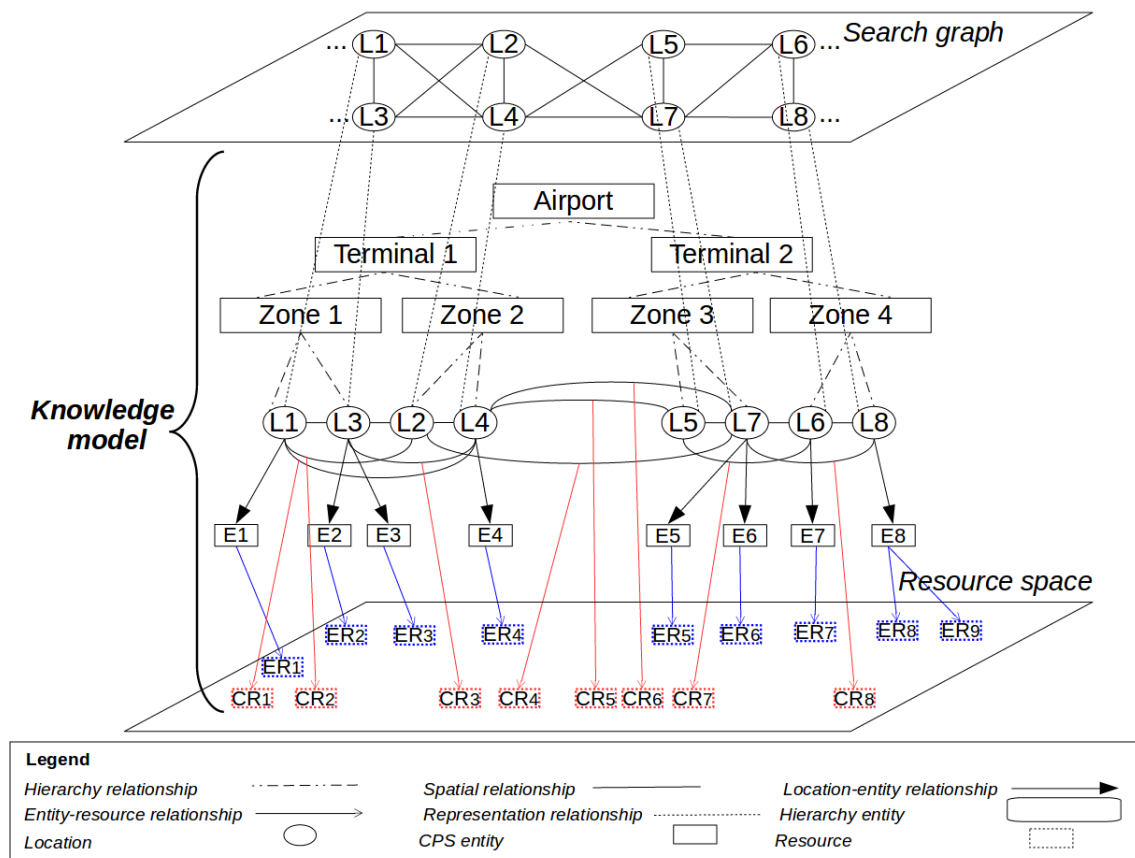 ... L1 L2 L5 L6 ... Search graph
... L3 L4 L7 L8 ...
Airport
Terminal 1 Terminal 2
Zone 1 Zone 2 Zone 3 Zone 4
Knowledge
model
L1 L3 L2 L4 L5 L7 L6 L8
E1 E2 E3 E4 E5 E6 E7 E8
Resource space
ER1 ER2 ER3 ER4 ER5 ER6 ER7 ER8 ER9
CR1 CR2 CR3 CR4 CR5 CR6 CR7 CR8
Legend
Hierarchy relationship Spatial relationship Location-entity relationship
Entity-resource relationship Representation relationship Hierarchy entity
Location CPS entity Resource